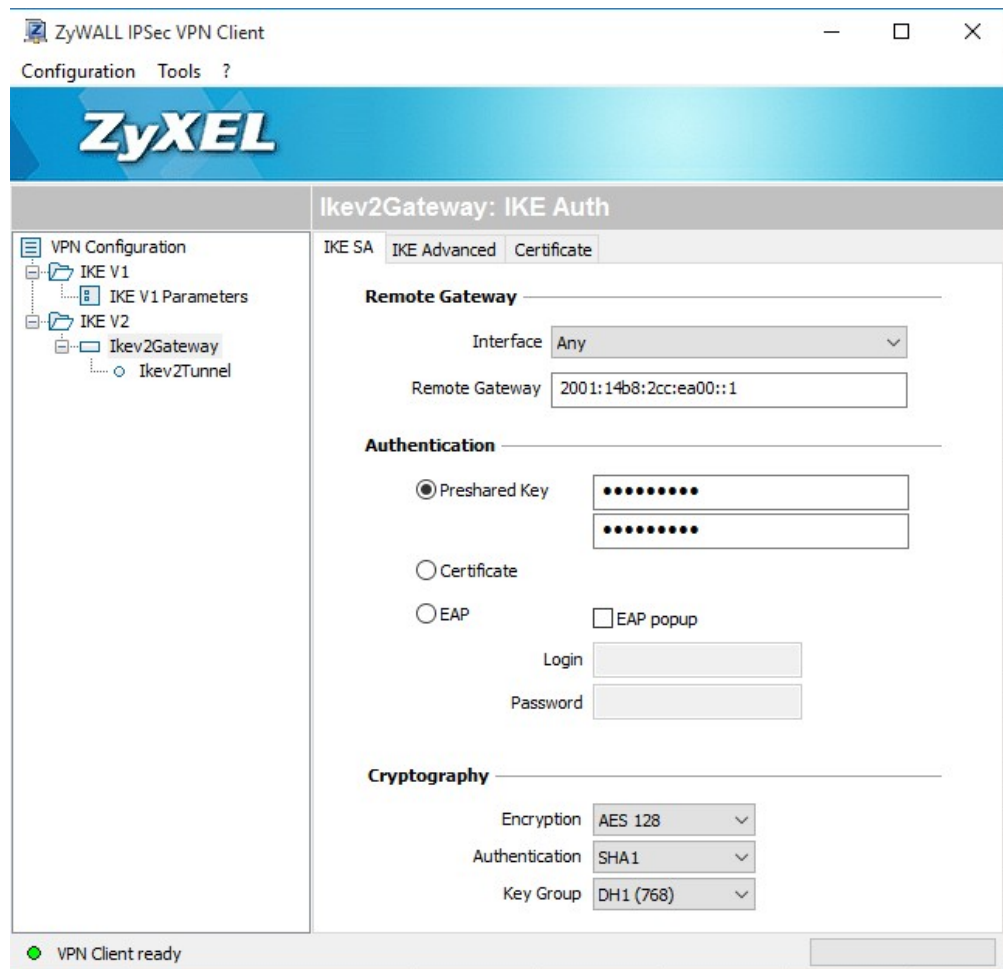 ZyWALL IPSec VPN Client
Configuration Tools ?
ZyXEL
Ikev2Gateway: IKE Auth
VPN Configuration
IKE V1
IKE V1 Parameters
IKE V2
Ikev2Gateway
Ikev2Tunnel
IKE SA IKE Advanced Certificate
Remote Gateway
Interface Any
Remote Gateway 2001:14b8:2cc:ea00::1
Authentication
Preshared Key •••••••••
•••••••••
Certificate
EAP EAP popup
Login
Password
Cryptography
Encryption AES 128
Authentication SHA1
Key Group DH1 (768)
VPN Client ready